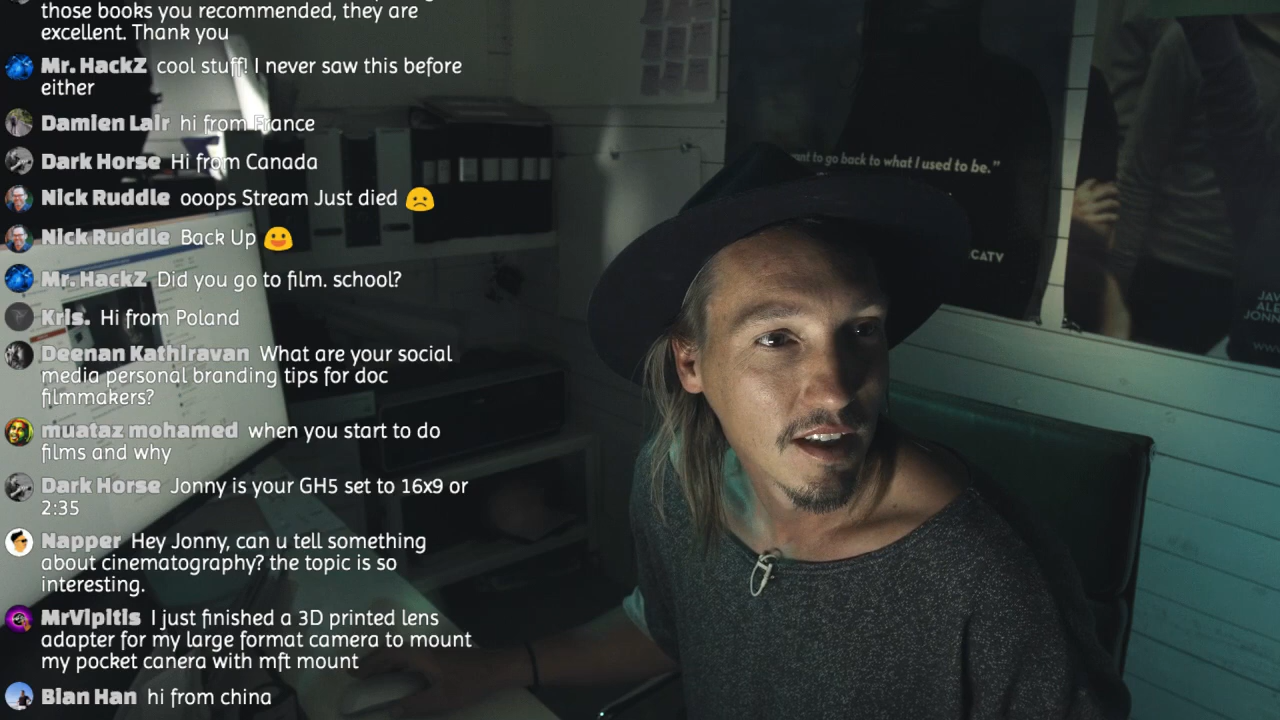 those books you recommended, they are
excellent. Thank you
Mr. HackZ cool stuff! I never saw this before
either
Damien Lair hi from France
Dark Horse Hi from Canada
Nick Ruddle ooops Stream Just died
Nick Ruddle Back Up
Mr. HackZ Did you go to film. school?
Kris. Hi from Poland
Deenan Kathiravan What are your social
media personal branding tips for doc
filmmakers?
muataz mohamed when you start to do
films and why
Dark Horse Jonny is your GH5 set to 16x9 or
2:35
Napper Hey Jonny, can u tell something
about cinematography? the topic is so
interesting.
MrVipitis I just finished a 3D printed lens
adapter for my large format camera to mount
my pocket canera with mft mount
Bian Han hi from china
to go back to what I used to be.”
CATV